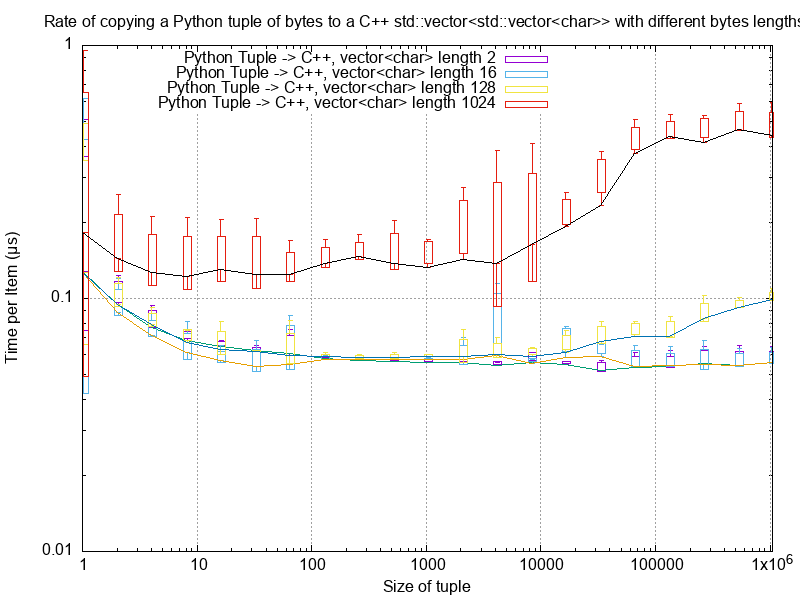 Rate of copying a Python tuple of bytes to a C++ std::vector<std::vector<char>> with different bytes lengths
1
Python Tuple -> C++, vector<char> length 2
Python Tuple -> C++, vector<char> length 16
Python Tuple -> C++, vector<char> length 128
Python Tuple -> C++, vector<char> length 1024
Time per Item (µs)
0.1
0.01
1 10 100 1000 10000 100000 1x10⁶
Size of tuple